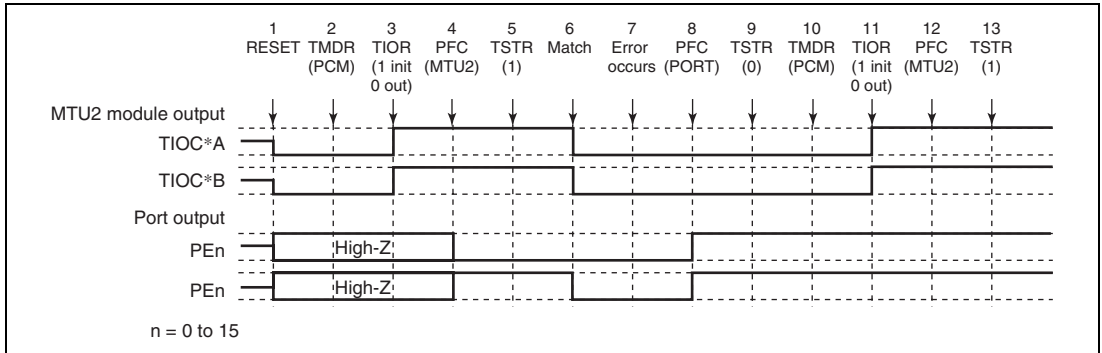 1 2 3 4 5 6 7 8 9 10 11 12 13
RESET TMDR TIOR PFC TSTR Match Error PFC TSTR TMDR TIOR PFC TSTR
(PCM) (1 init (MTU2) (1) occurs (PORT) (0) (PCM) (1 init (MTU2) (1)
0 out) 0 out)
MTU2 module output
TIOC*A
TIOC*B
Port output
PEn High-Z
PEn High-Z
n = 0 to 15